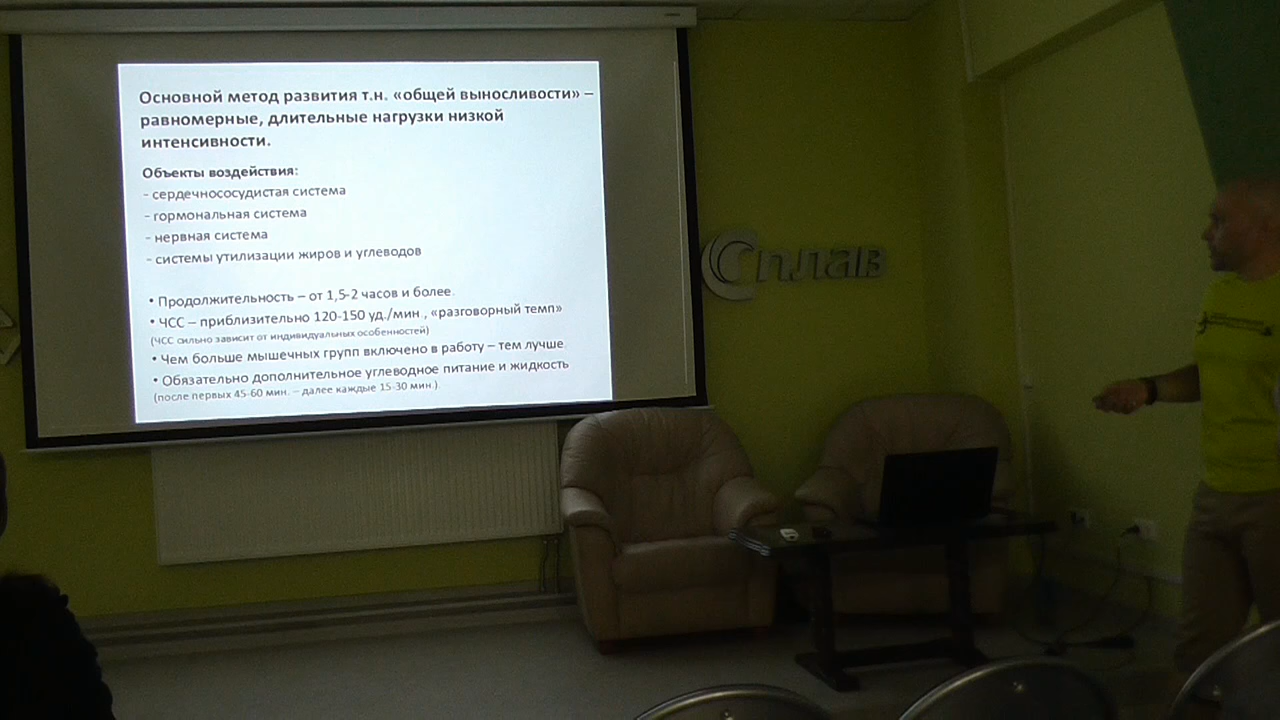 Основной метод развития т.н. «общей выносливости» –
равномерные, длительные нагрузки низкой
интенсивности.
Объекты воздействия:
- сердечнососудистая система
- гормональная система
- нервная система
- системы утилизации жиров и углеводов
• Продолжительность – от 1,5-2 часов и более.
• ЧСС – приблизительно 120-150 уд./мин., «разговорный темп»
(ЧСС сильно зависит от индивидуальных особенностей)
• Чем больше мышечных групп включено в работу – тем лучше.
• Обязательно дополнительное углеводное питание и жидкость
(после первых 45-60 мин. – далее каждые 15-30 мин.).
Сплав